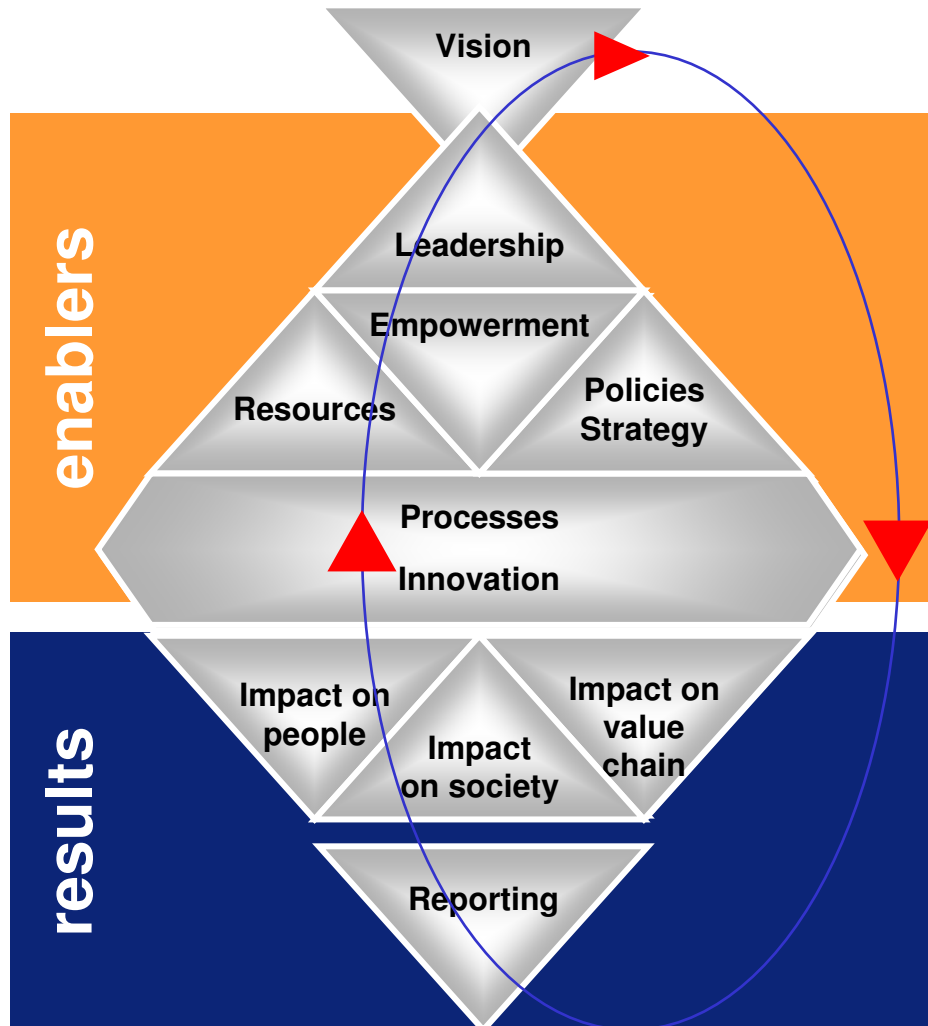 Vision
enablers
Leadership
Empowerment
Resources
Policies
Strategy
Processes
Innovation
results
Impact on
people
Impact
on society
Impact on
value
chain
Reporting